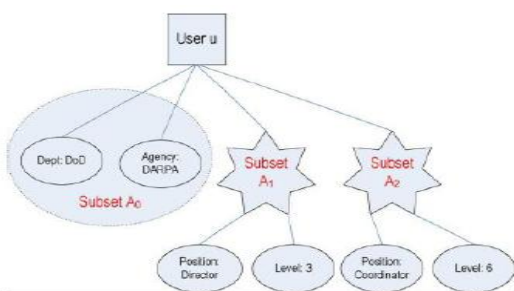 User u
Dept: DoD
Agency:
DARPA
Subset A0
Subset
A1
Subset
A2
Position:
Director
Level: 3
Position:
Coordinator
Level: 6